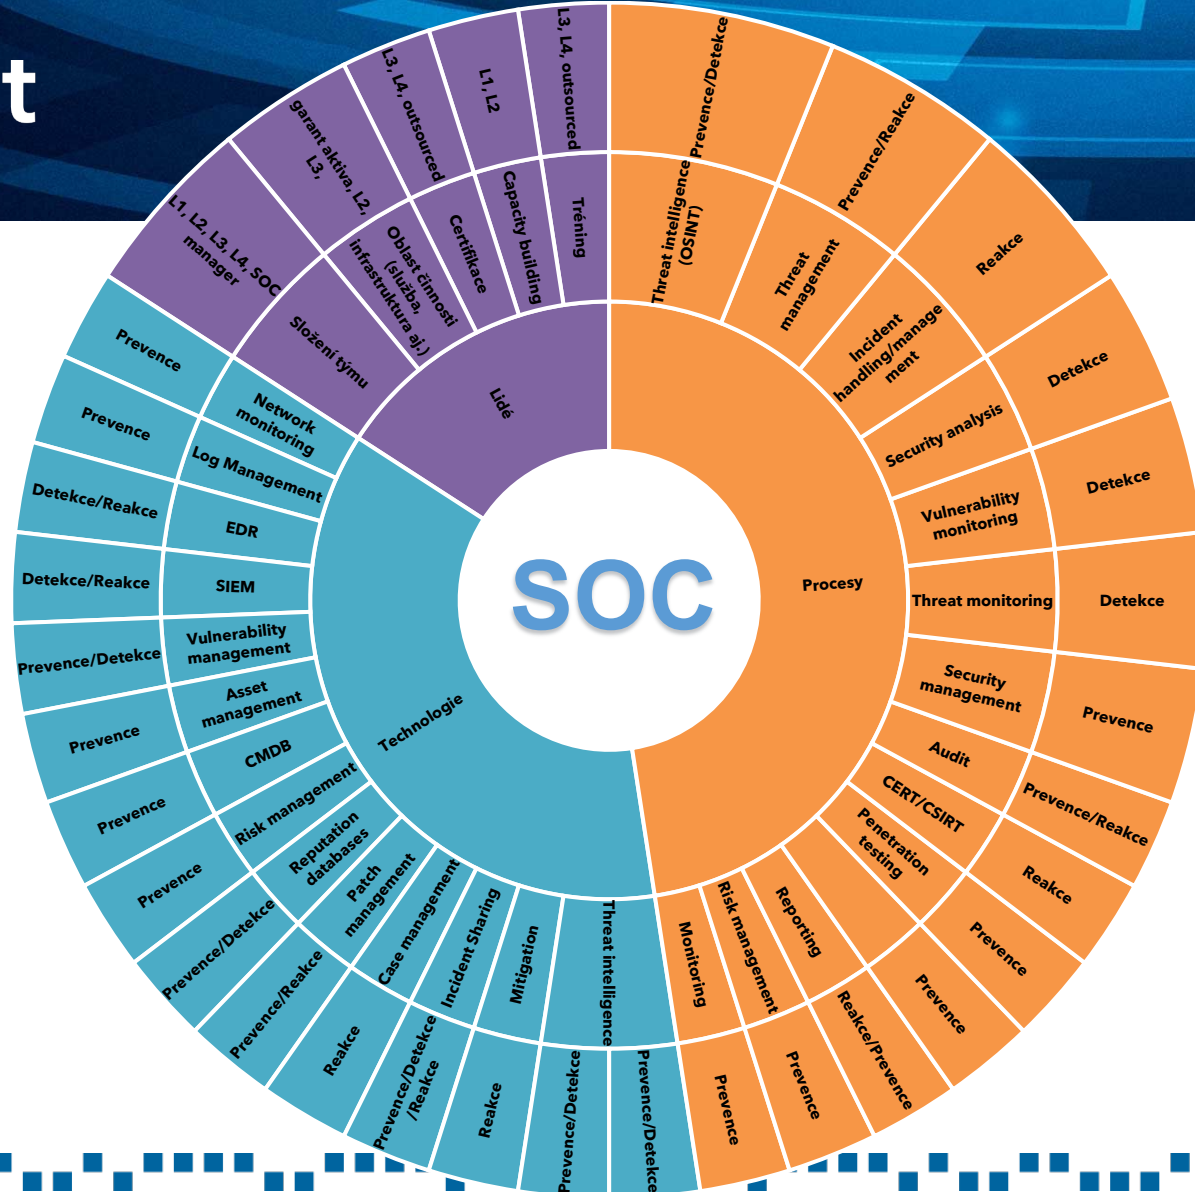 t
SOC
Procesy
Threat intelligence
(OSINT)
Prevence/Detekce
Threat
management
Prevence/Reakce
Incident
handling/manage
ment
Reakce
Security analysis
Detekce
Vulnerability
monitoring
Detekce
Threat monitoring
Detekce
Security
management
Prevence
Audit
Prevence/Reakce
CERT/CSIRT
Reakce
Penetration
testing
Prevence
Prevence
Reporting
Reakce/Prevence
Risk management
Prevence
Monitoring
Prevence
Technologie
Threat intelligence
Prevence/Detekce
Prevence/Detekce
Mitigation
Reakce
Incident Sharing
Prevence/Detekce
/Reakce
Case management
Reakce
Patch
management
Prevence/Reakce
Reputation
databases
Prevence/Detekce
Risk management
Prevence
CMDB
Prevence
Asset
management
Prevence
Vulnerability
management
Prevence/Detekce
SIEM
Detekce/Reakce
EDR
Detekce/Reakce
Log Management
Prevence
Network
monitoring
Prevence
Lidé
Složení týmu
L1, L2, L3, L4, SOC
manager
Oblast činnosti
(služba,
infrastruktura aj.)
garant aktiva, L2,
L3,
Certifikace
L3, L4, outsourced
Capacity building
L1, L2
Tréning
L3, L4, outsourced